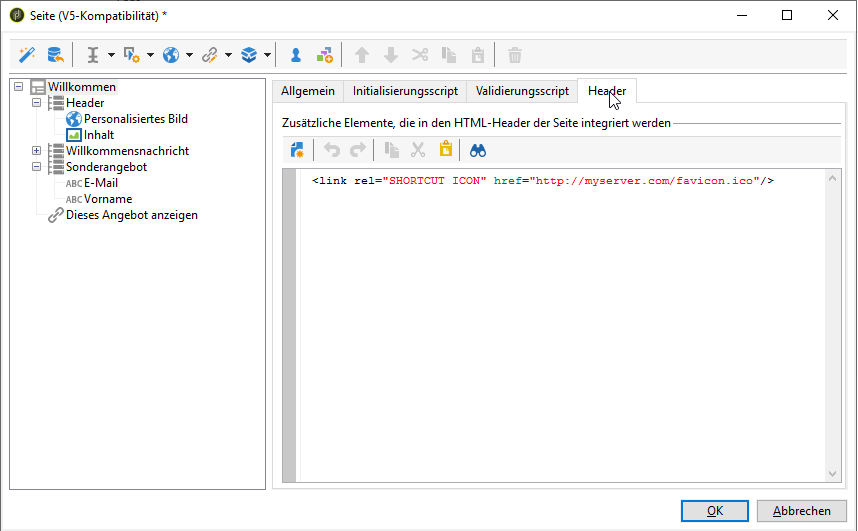 Seite (V5-Kompatibilität) *
Willkommen
Header
Personalisiertes Bild
Inhalt
Willkommensnachricht
Sonderangebot
ABC E-Mail
ABC Vorname
Dieses Angebot anzeigen
Allgemein Initialisierungsscript Validierungsscript Header
Zusätzliche Elemente, die in den HTML-Header der Seite integriert werden
<link rel="SHORTCUT ICON" href="http://myserver.com/favicon.ico"/>
OK Abbrechen